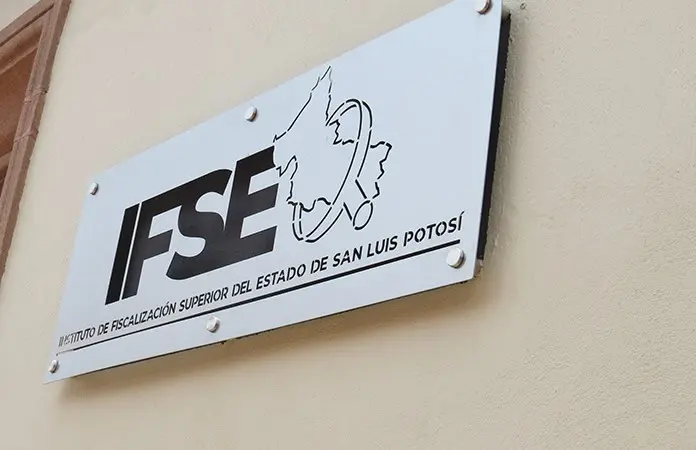 IFSE
INSTITUTO DE FISCALIZACIÓN SUPERIOR DEL ESTADO DE SAN LUIS POTOSÍ